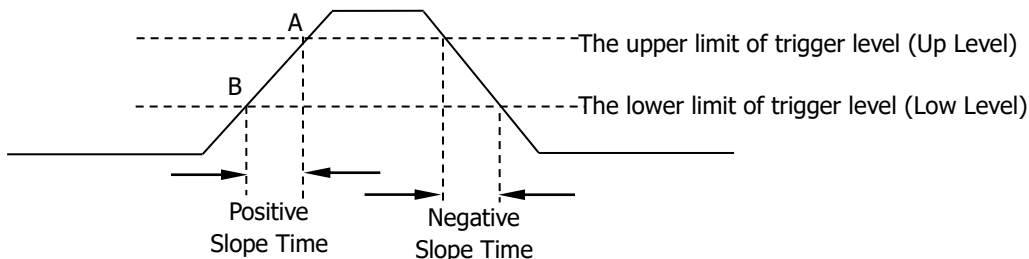 A
The upper limit of trigger level (Up Level)
B
The lower limit of trigger level (Low Level)
Positive
Slope Time
Negative
Slope Time